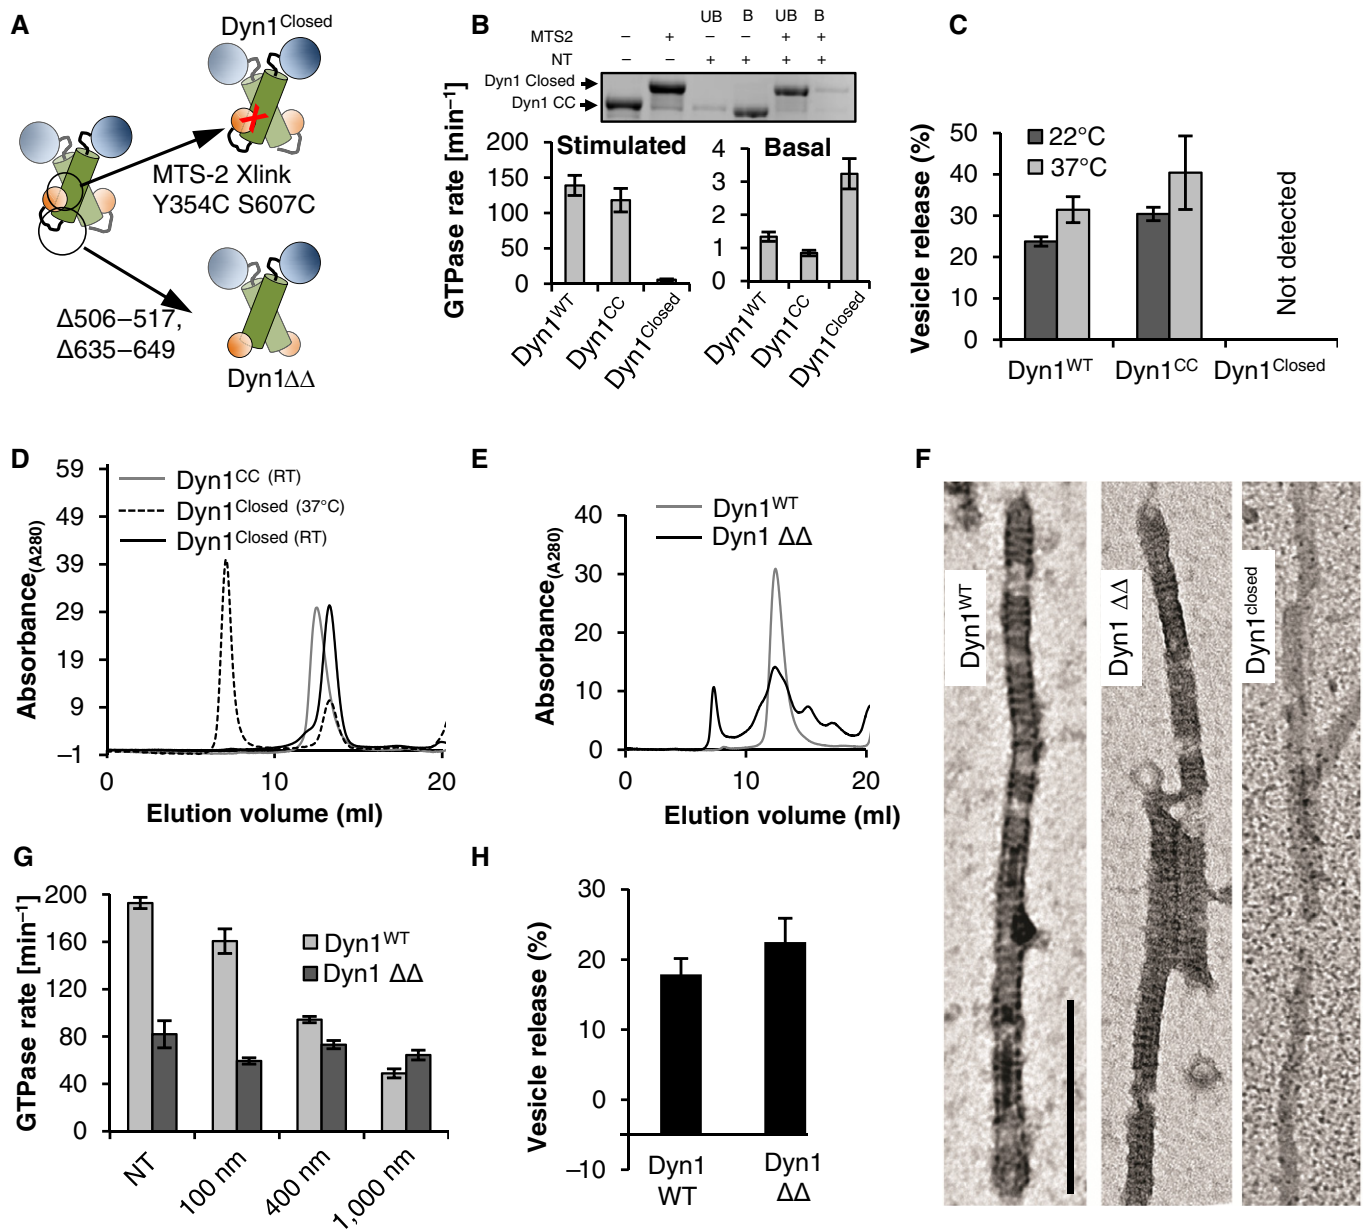 A
Dyn1Closed
MTS-2 Xlink
Y354C S607C
Δ506–517,
Δ635–649
Dyn1ΔΔ
B
UB B UB B
MTS2 – + + +
NT – – + + + +
Dyn1 Closed
Dyn1 CC
GTPase rate [min–1]
Stimulated
200
150
100
50
0
Dyn1WT
Dyn1CC
Dyn1Closed
Basal
4
3
2
1
0
Dyn1WT
Dyn1CC
Dyn1Closed
C
Vesicle release (%)
50
40
30
20
10
0
22°C
37°C
Not detected
Dyn1WT Dyn1CC Dyn1Closed
D
Absorbance(A280)
59
49
39
29
19
9
–1
Dyn1CC (RT)
Dyn1Closed (37°C)
Dyn1Closed (RT)
0 10 20
Elution volume (ml)
E
Absorbance(A280)
40
30
20
10
0
Dyn1WT
Dyn1 ΔΔ
0 10 20
Elution volume (ml)
F
Dyn1WT
Dyn1 ΔΔ
Dyn1closed
G
GTPase rate [min–1]
200
160
120
80
40
0
Dyn1WT
Dyn1 ΔΔ
NT
100 nm
400 nm
1,000 nm
H
Vesicle release (%)
30
20
10
0
–10
Dyn1 Dyn1
WT ΔΔ